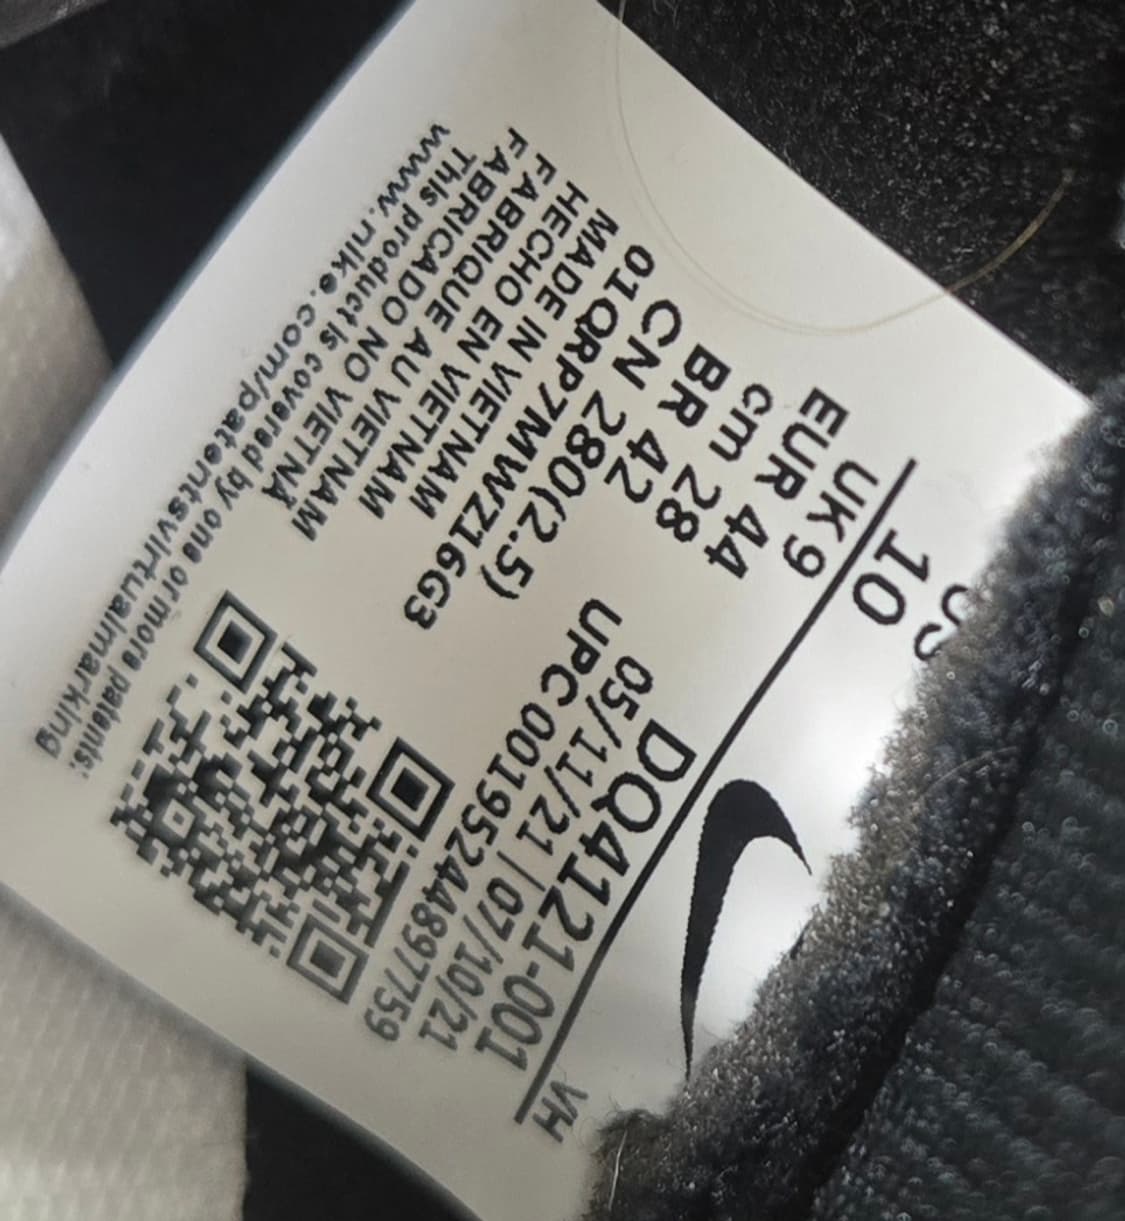 US
10
UK 9
EUR 44
cm 28
BR 42
CN 280(2.5)
01QRP7MWZ16G3
MADE IN VIETNAM
HECHO EN VIETNAM
FABRIQUE AU VIETNAM
FABRICADO NO VIETNÃ
This product is covered by one or more patents:
www.nike.com/patentsvirtualmarking
VH
DQ4121-001
05/11/21 | 07/10/21
UPC 00195244897759